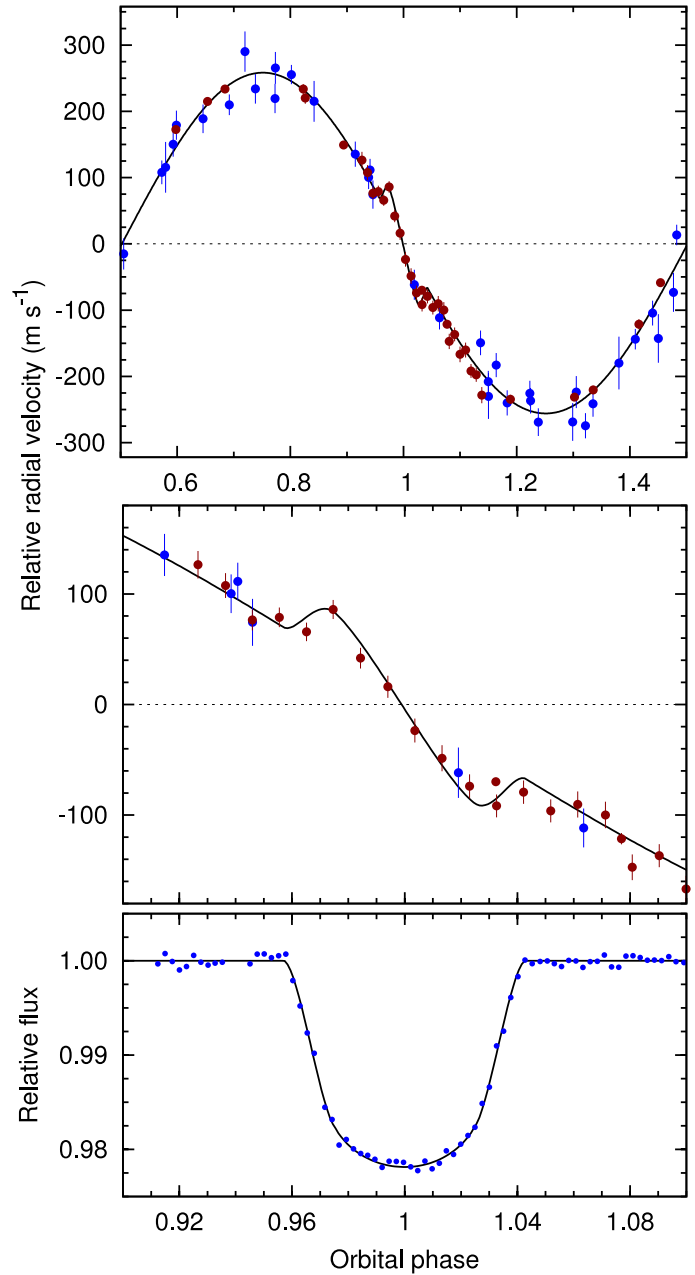 300
200
100
0
-100
-200
-300
0.6 0.8 1 1.2 1.4
Relative radial velocity (m s⁻¹)
100
0
-100
1.00
0.99
0.98
Relative flux
0.92 0.96 1 1.04 1.08
Orbital phase